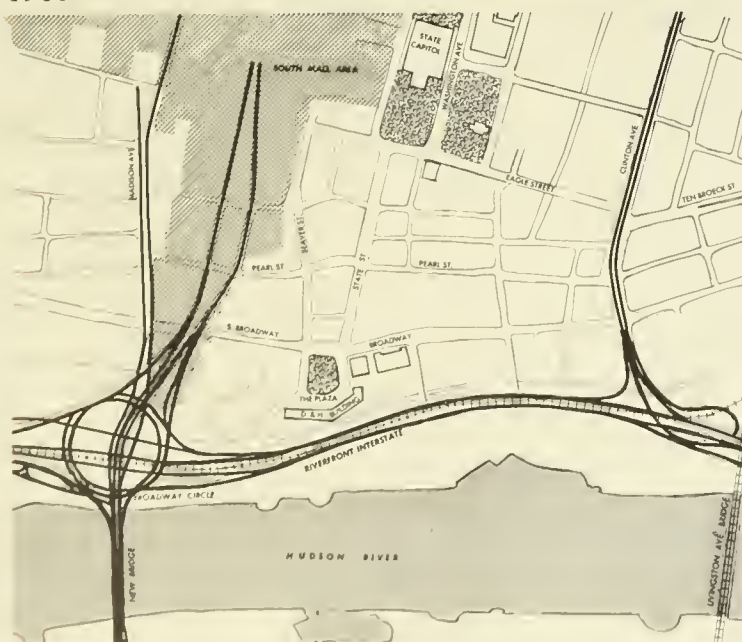 STATE
CAPITOL
WASHINGTON AVE
SOUTH MALL AREA
MADISON AVE
CLINTON AVE
EAGLE STREET
TEN BROECK ST
BEAVER ST.
STATE ST.
PEARL ST.
PEARL ST.
S. BROADWAY
BROADWAY
THE PLAZA
D & H BUILDING
RIVERFRONT INTERSTATE
BROADWAY CIRCLE
NEW BRIDGE
HUDSON RIVER
LIVINGSTON AVE BRIDGE